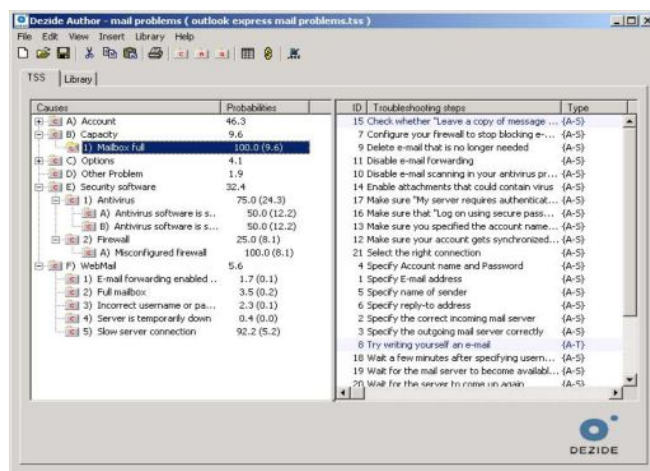 Dezide Author - mail problems ( outlook express mail problems.tss )
File Edit View Insert Library Help
TSS Library
Causes Probabilities
A) Account 46.3
B) Capacity 9.6
1) Mailbox full 100.0 (9.6)
C) Options 4.1
D) Other Problem 1.9
E) Security software 32.4
1) Antivirus 75.0 (24.3)
A) Antivirus software is s... 50.0 (12.2)
B) Antivirus software is s... 50.0 (12.2)
2) Firewall 25.0 (8.1)
A) Misconfigured firewall 100.0 (8.1)
F) WebMail 5.6
1) E-mail forwarding enabled .. 1.7 (0.1)
2) Full mailbox 3.5 (0.2)
3) Incorrect username or pa... 2.3 (0.1)
4) Server is temporarily down 0.4 (0.0)
5) Slow server connection 92.2 (5.2)
ID Troubleshooting steps Type
15 Check whether "Leave a copy of message ... {A-S}
7 Configure your firewall to stop blocking e-... {A-S}
9 Delete e-mail that is no longer needed {A-S}
11 Disable e-mail forwarding {A-S}
10 Disable e-mail scanning in your antivirus pr... {A-S}
14 Enable attachments that could contain virus {A-S}
17 Make sure "My server requires authenticat... {A-S}
16 Make sure that "Log on using secure pass... {A-S}
13 Make sure you specified the account name... {A-S}
12 Make sure your account gets synchronized... {A-S}
21 Select the right connection {A-S}
4 Specify Account name and Password {A-S}
1 Specify E-mail address {A-S}
5 Specify name of sender {A-S}
6 Specify reply-to address {A-S}
2 Specify the correct incoming mail server {A-S}
3 Specify the outgoing mail server correctly {A-S}
8 Try writing yourself an e-mail {A-T}
18 Wait a few minutes after specifying usern... {A-S}
19 Wait for the mail server to become availabl... {A-S}
20 Wait for the server to come up again {A-S}
DEZIDE